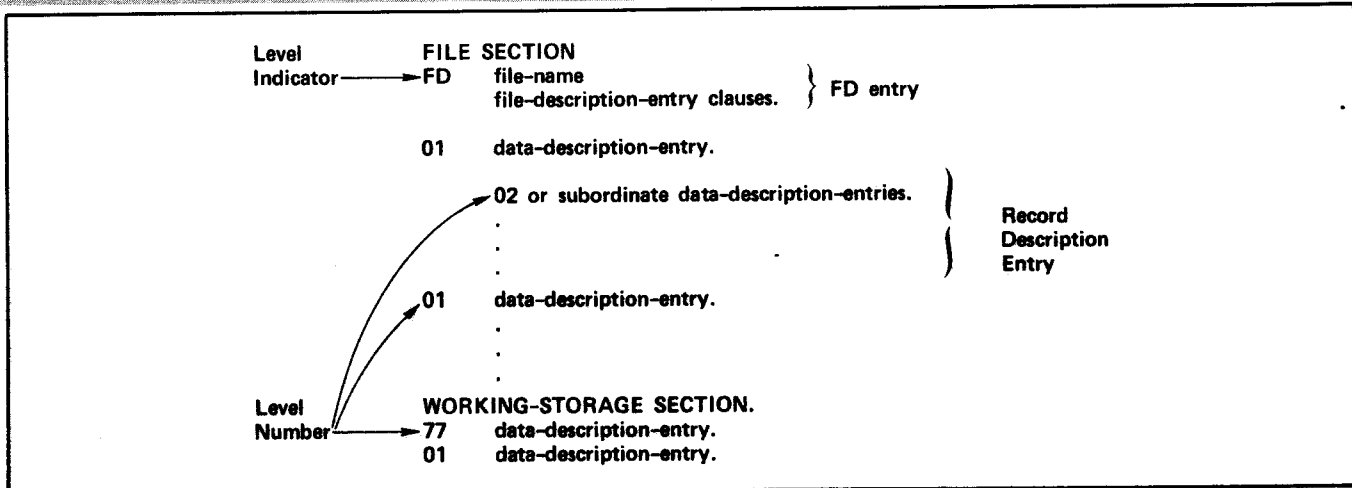 Level FILE SECTION
Indicator FD file-name
file-description-entry clauses. } FD entry
01 data-description-entry.
02 or subordinate data-description-entries.
.
.
.
Record
Description
Entry
01 data-description-entry.
.
.
.
Level WORKING-STORAGE SECTION.
Number 77 data-description-entry.
01 data-description-entry.